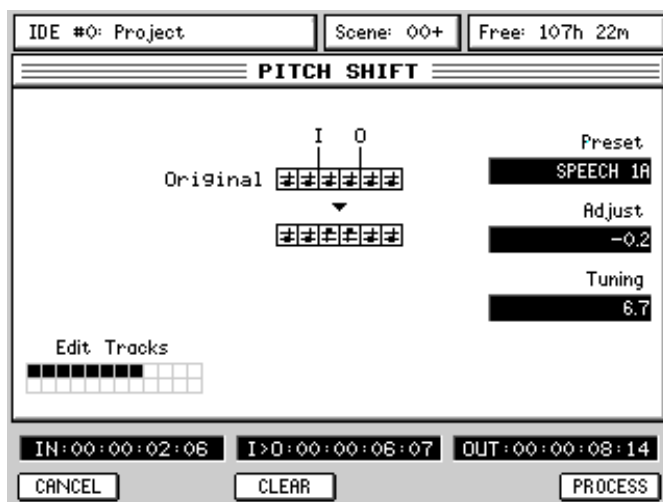 IDE #0: Project
Scene: 00+
Free: 107h 22m
PITCH SHIFT
I O
Original
Preset
SPEECH 1A
Adjust
-0.2
Tuning
6.7
Edit Tracks
IN:00:00:02:06
I>O:00:00:06:07
OUT:00:00:08:14
CANCEL
CLEAR
PROCESS